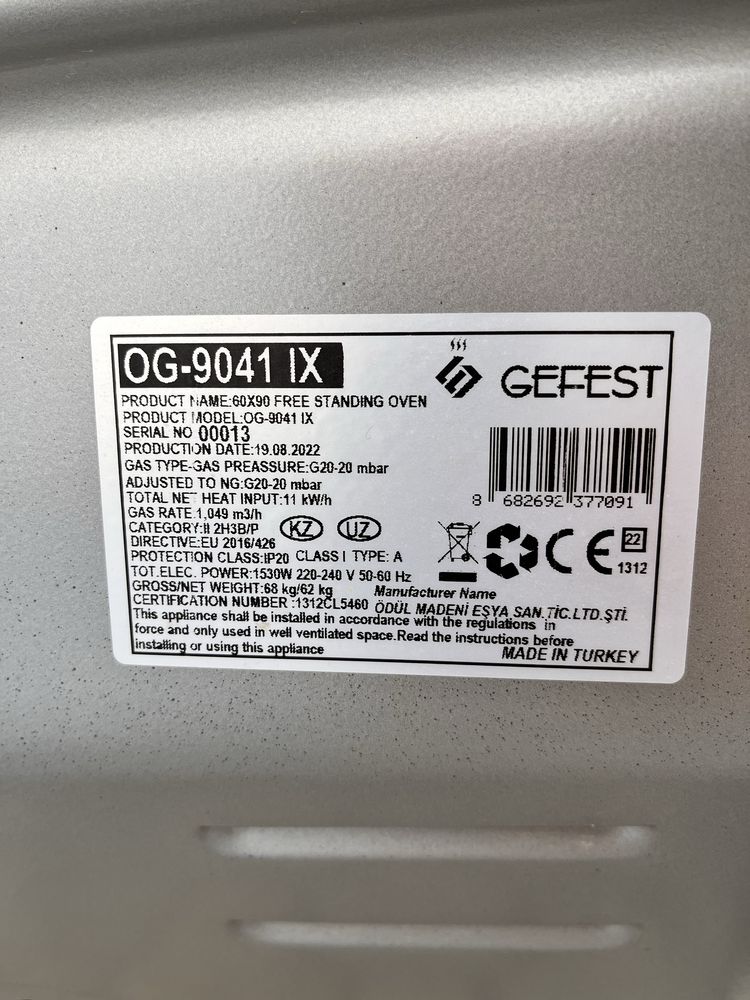 OG-9041 IX
GEFEST
PRODUCT NAME:60X90 FREE STANDING OVEN
PRODUCT MODEL:OG-9041 IX
SERIAL NO 00013
PRODUCTION DATE:19.08.2022
GAS TYPE-GAS PREASSURE:G20-20 mbar
ADJUSTED TO NG:G20-20 mbar
TOTAL NET HEAT INPUT:11 kW/h
GAS RATE.1,049 m3/h
CATEGORY:II 2H3B/P
KZ UZ
DIRECTIVE:EU 2016/426
PROTECTION CLASS:IP20 CLASS I TYPE: A
TOT.ELEC. POWER:1530W 220-240 V 50-60 Hz
GROSS/NET WEIGHT:68 kg/62 kg
CERTIFICATION NUMBER :1312CL5460
8 682692 377091
CE
22
1312
Manufacturer Name
ÖDÜL MADENİ EŞYA SAN.TİC.LTD.ŞTİ.
This appliance shall be installed in accordance with the regulations in
force and only used in well ventilated space.Read the instructions before
installing or using this appliance
MADE IN TURKEY